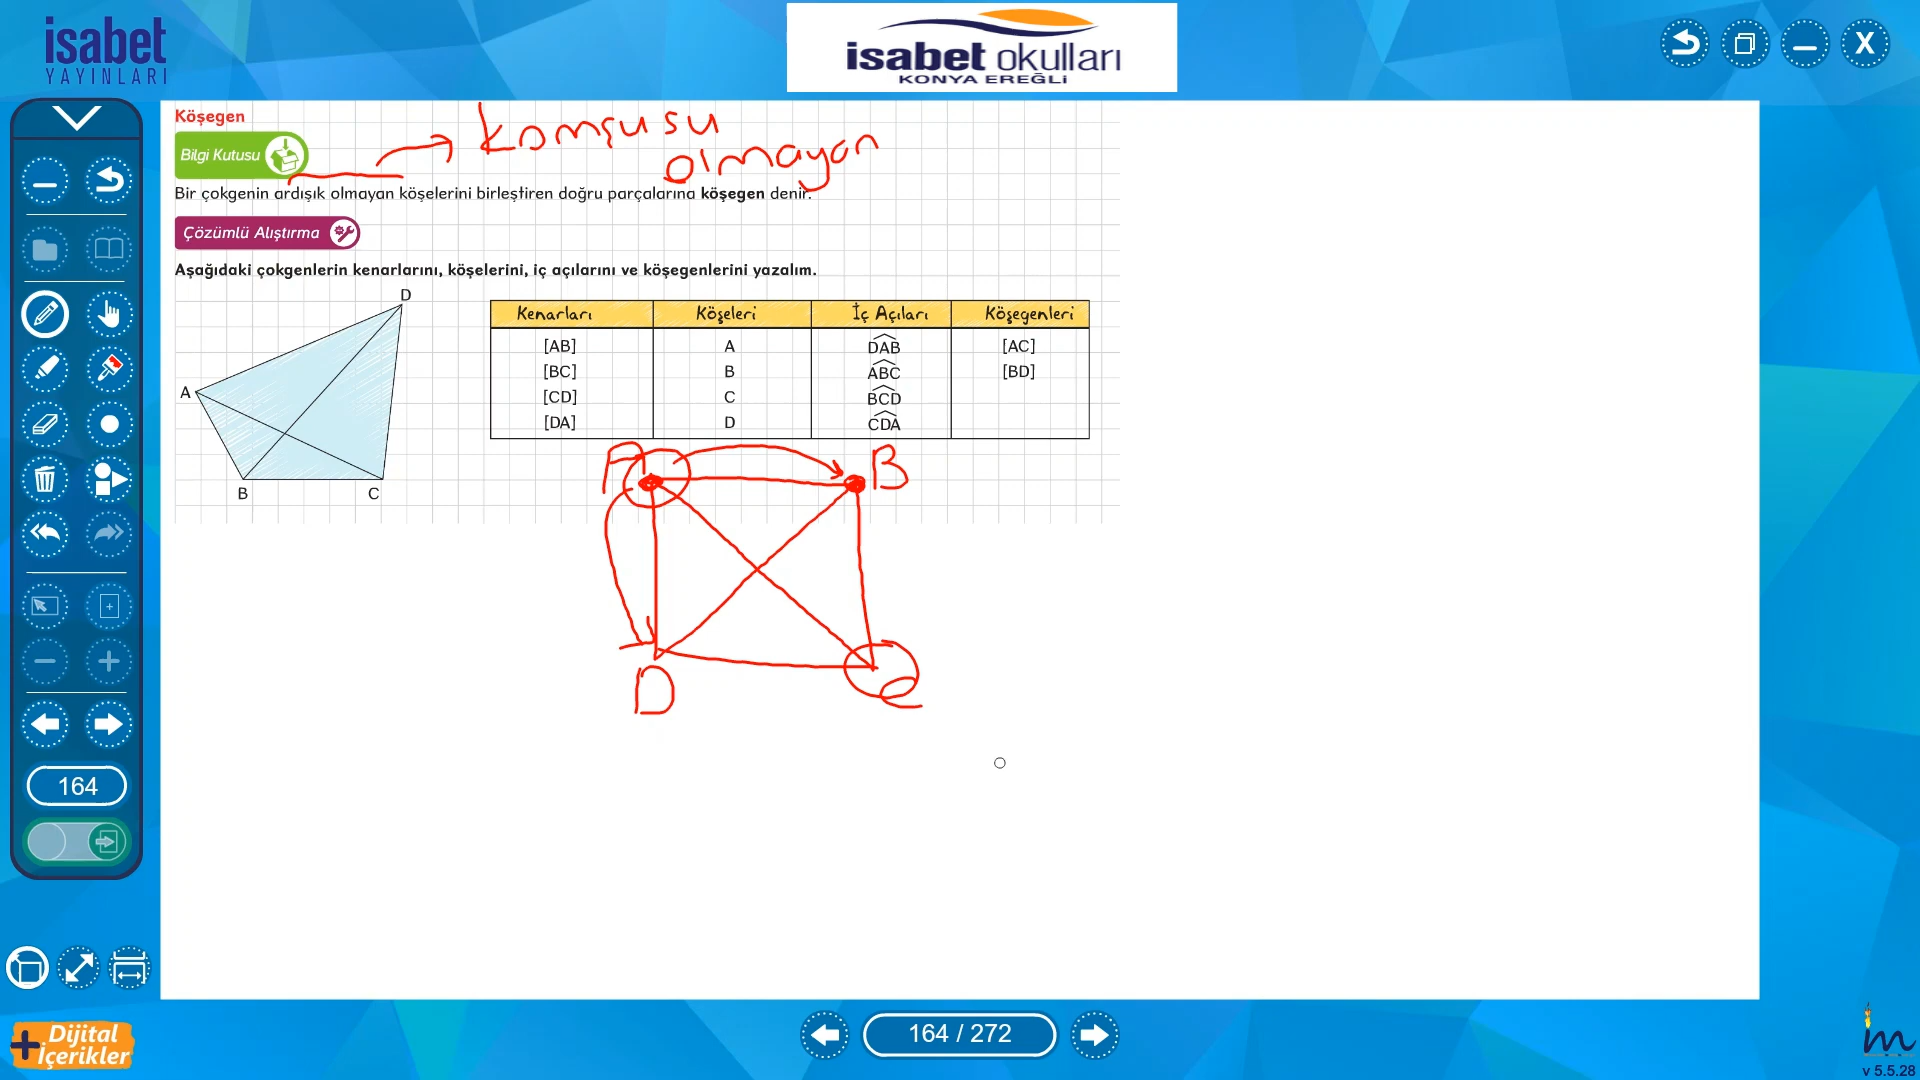 isabet
YAYINLARI
isabet okulları
KONYA EREĞLİ
X
Köşegen
Bilgi Kutusu
komşusu
olmayan
Bir çokgenin ardışık olmayan köşelerini birleştiren doğru parçalarına köşegen denir.
Çözümlü Alıştırma
Aşağıdaki çokgenlerin kenarlarını, köşelerini, iç açılarını ve köşegenlerini yazalım.
D
A
B
C
Kenarları Köşeleri İç Açıları Köşegenleri
[AB] A DAB [AC]
[BC] B ABC [BD]
[CD] C BCD
[DA] D CDA
A B
D C
164
+ Dijital
İçerikler
164 / 272
v 5.5.28